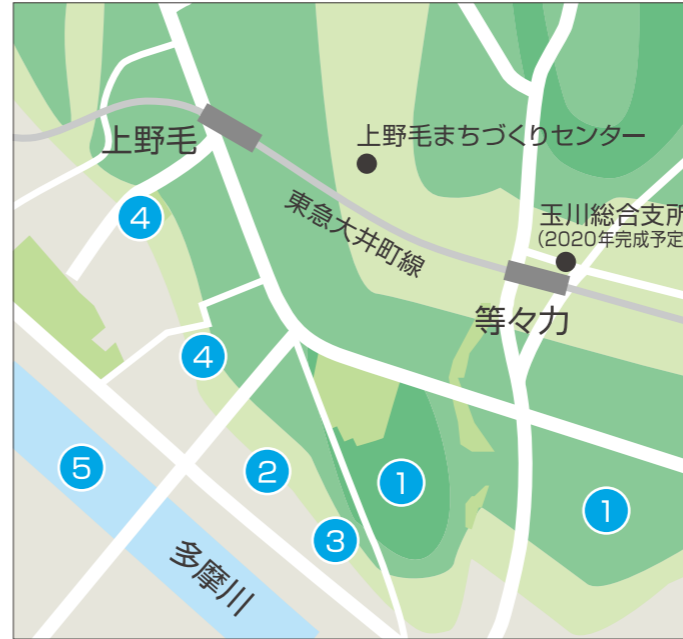 上野毛
上野毛まちづくりセンター
④
東急大井町線
玉川総合支所
(2020年完成予定
等々力
④
⑤
②
①
①
③
多摩川